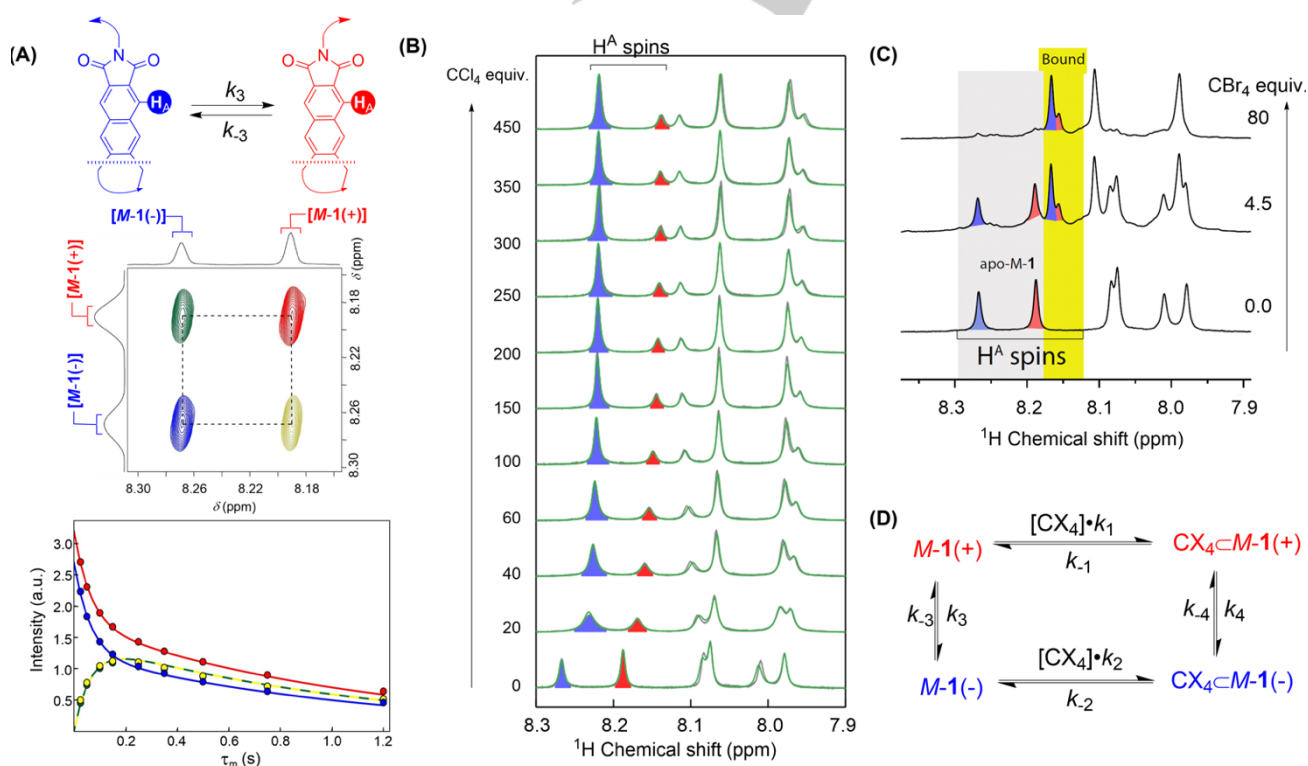 (A)
O
N
O
H_A
k₃
k₋₃
O
N
O
H_A
[M-1(-)]
[M-1(+)]
[M-1(+)]
[M-1(-)]
δ (ppm)
8.18
8.22
8.26
8.30
8.30
8.26
8.22
8.18
δ (ppm)
Intensity (a.u.)
3.0
2.5
2.0
1.5
1.0
0.5
0.2
0.4
0.6
0.8
1.0
1.2
τm (s)
(B)
Hᴬ spins
CCl₄ equiv.
450
350
300
250
200
150
100
60
40
20
0
8.3
8.2
8.1
8.0
7.9
¹H Chemical shift (ppm)
(C)
Bound
CBr₄ equiv.
80
4.5
apo-M-1
0.0
Hᴬ spins
8.3
8.2
8.1
8.0
7.9
¹H Chemical shift (ppm)
(D)
M-1(+)
[CX₄]•k₁
k₋₁
CX₄⊂M-1(+)
k₋₃
k₃
k₋₄
k₄
M-1(-)
[CX₄]•k₂
k₋₂
CX₄⊂M-1(-)